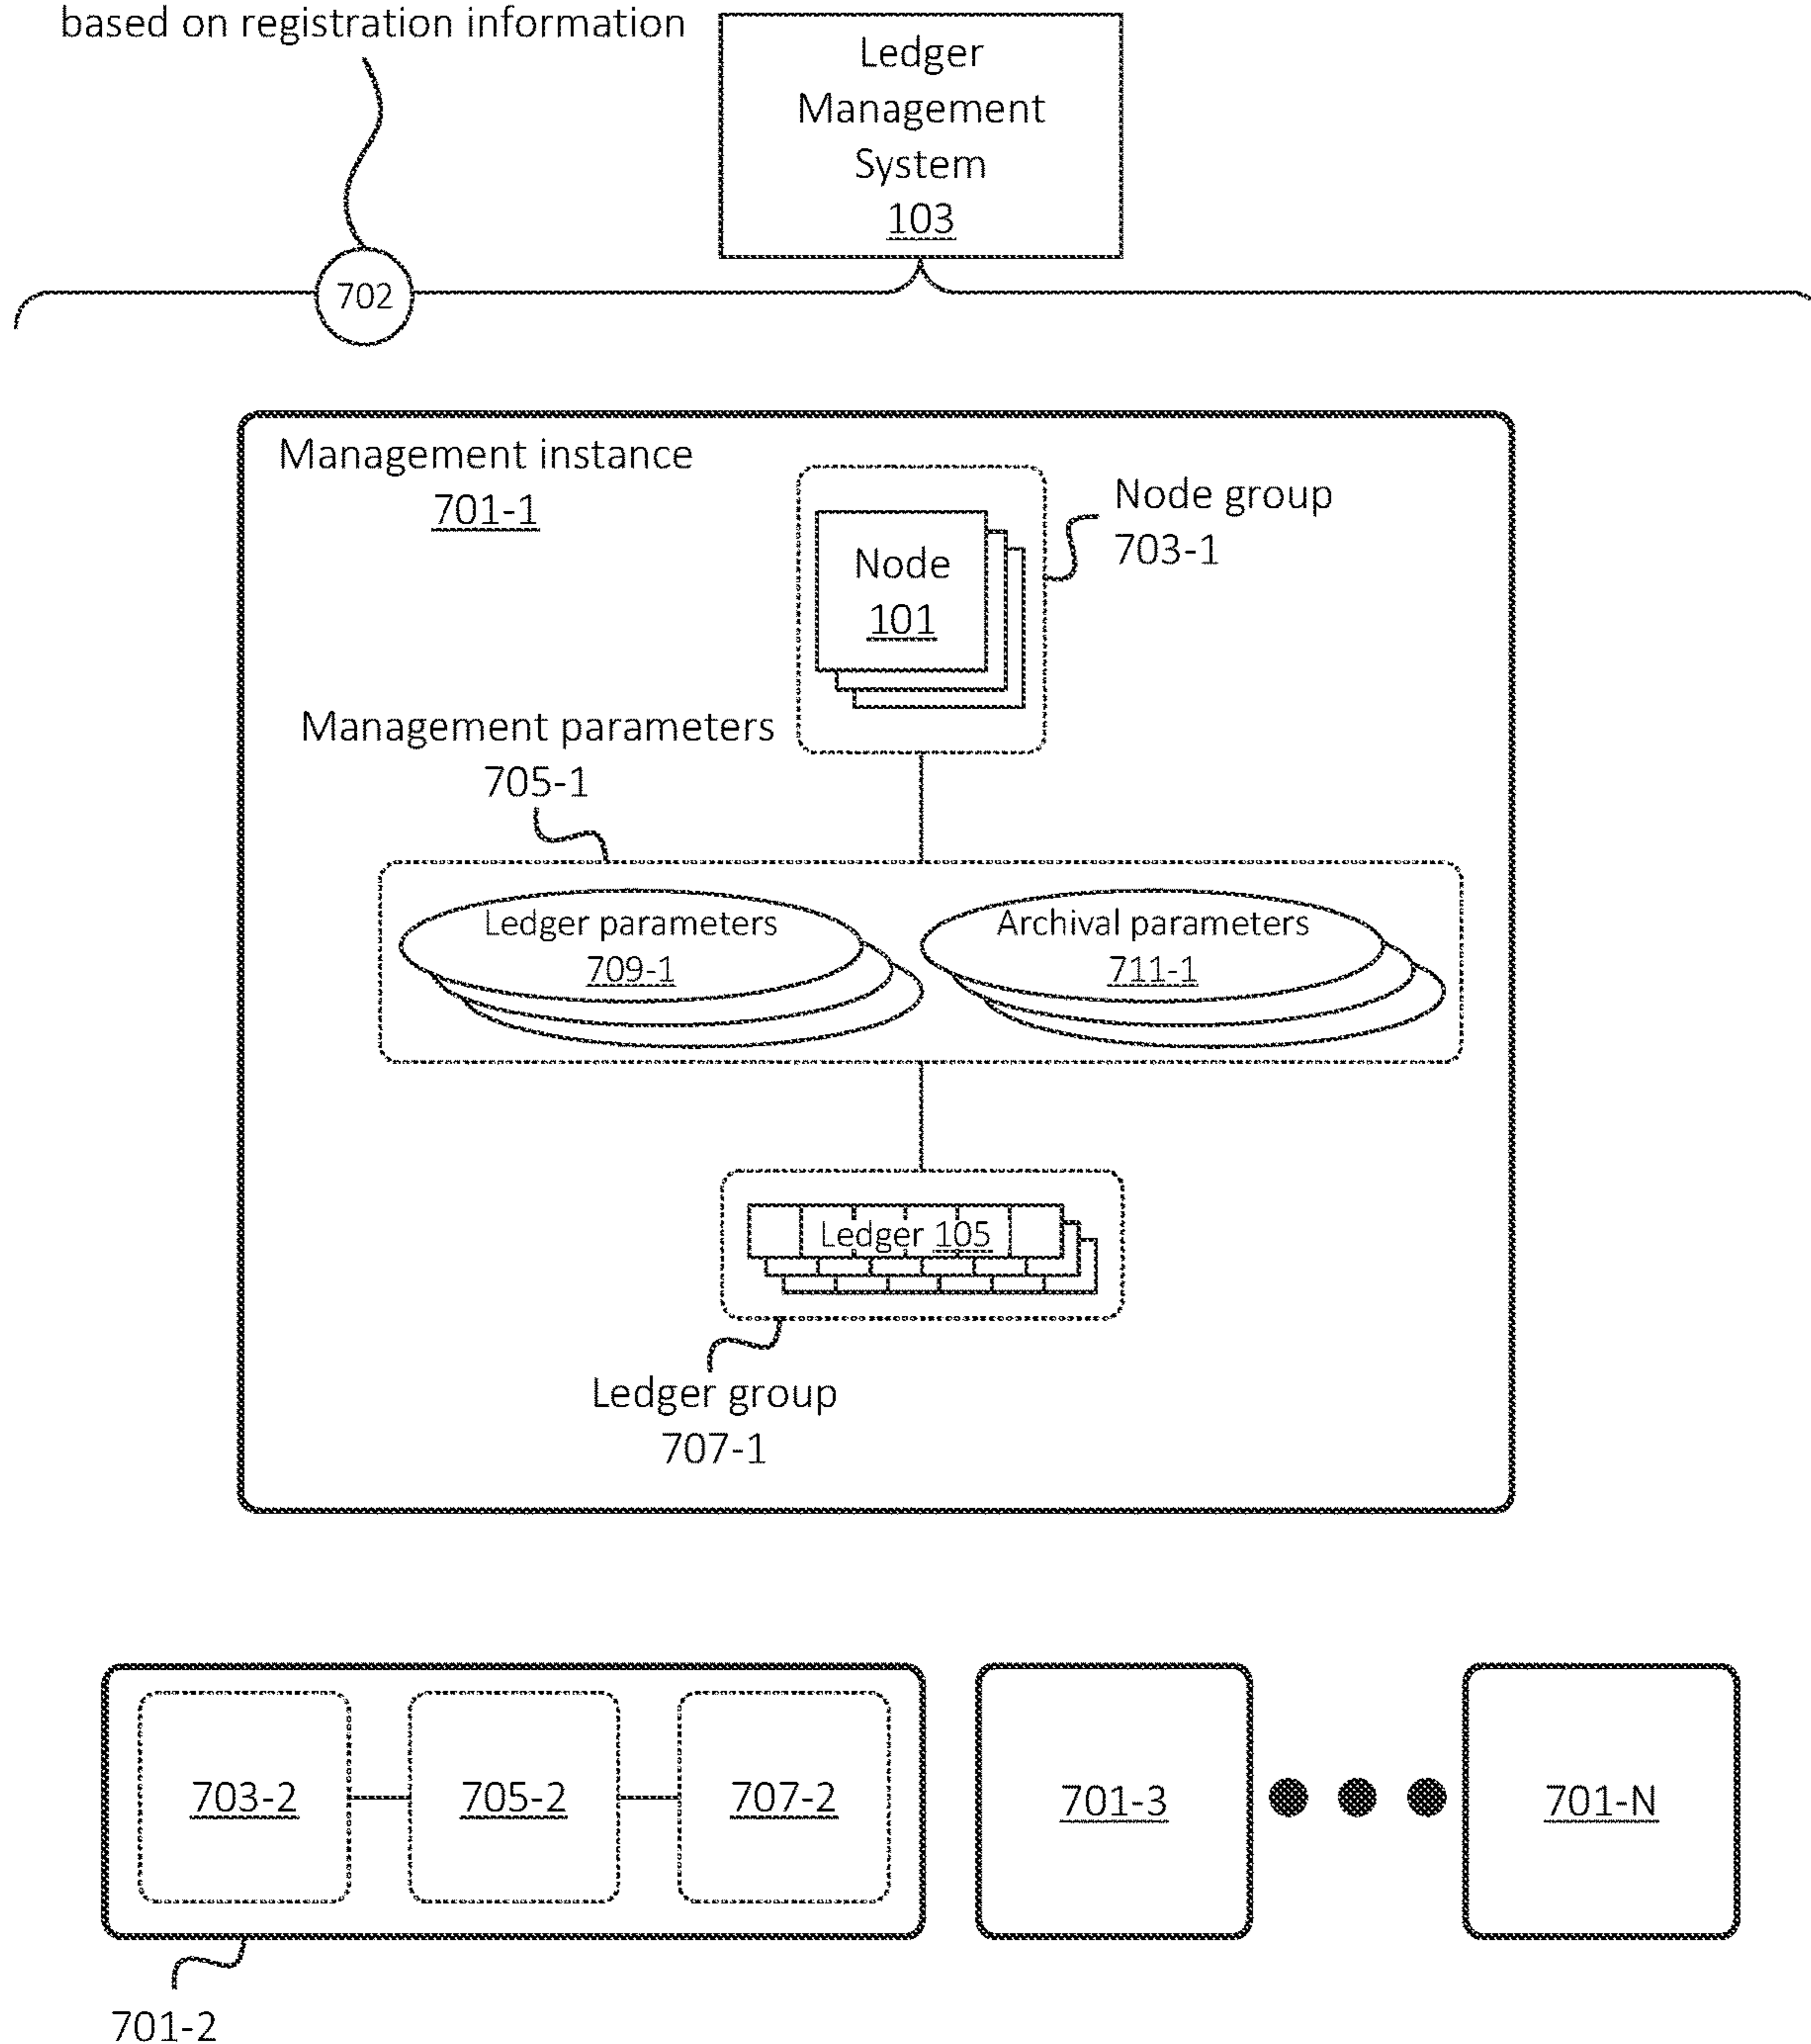 based on registration information
Ledger
Management
System
103
702
Management instance
701-1
Node group
703-1
Node
101
Management parameters
705-1
Ledger parameters
709-1
Archival parameters
711-1
Ledger 105
Ledger group
707-1
703-2
705-2
707-2
701-3
701-N
701-2